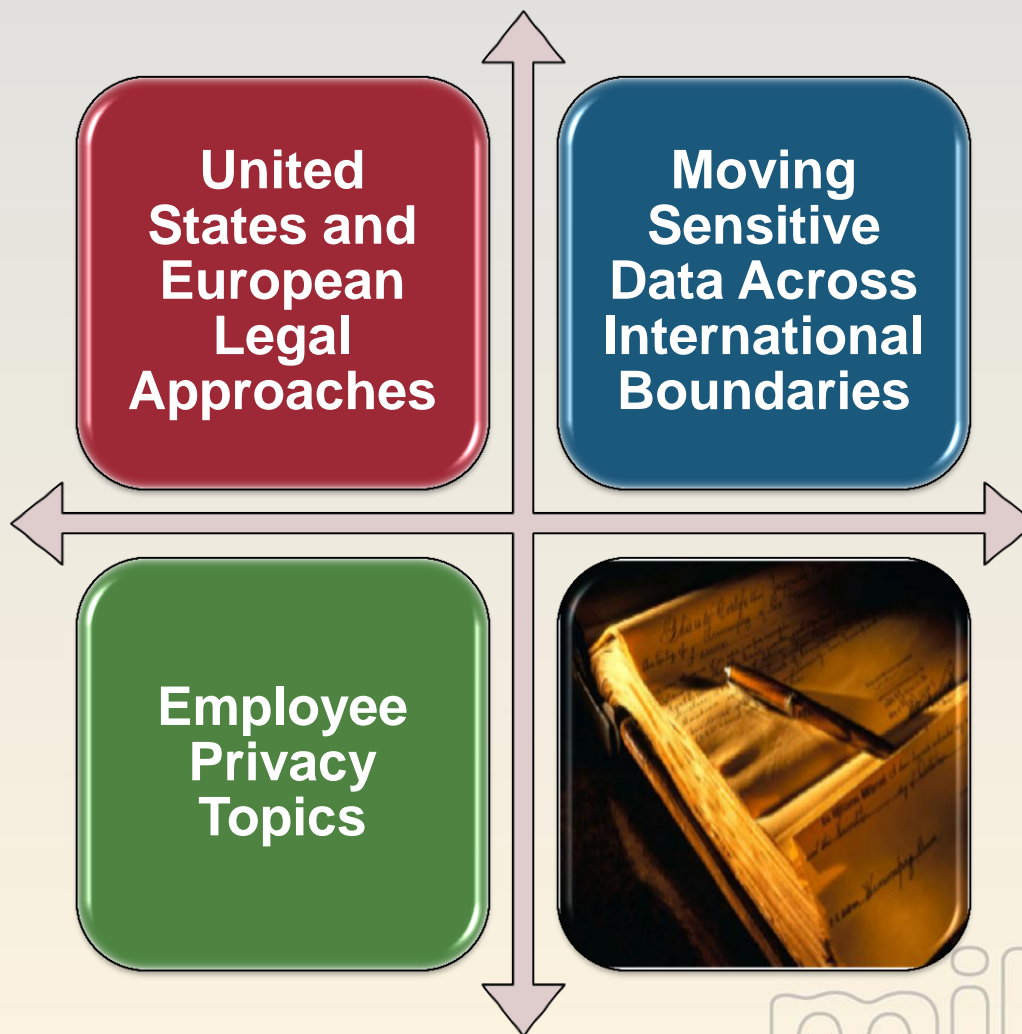 United
States and
European
Legal
Approaches
Moving
Sensitive
Data Across
International
Boundaries
Employee
Privacy
Topics